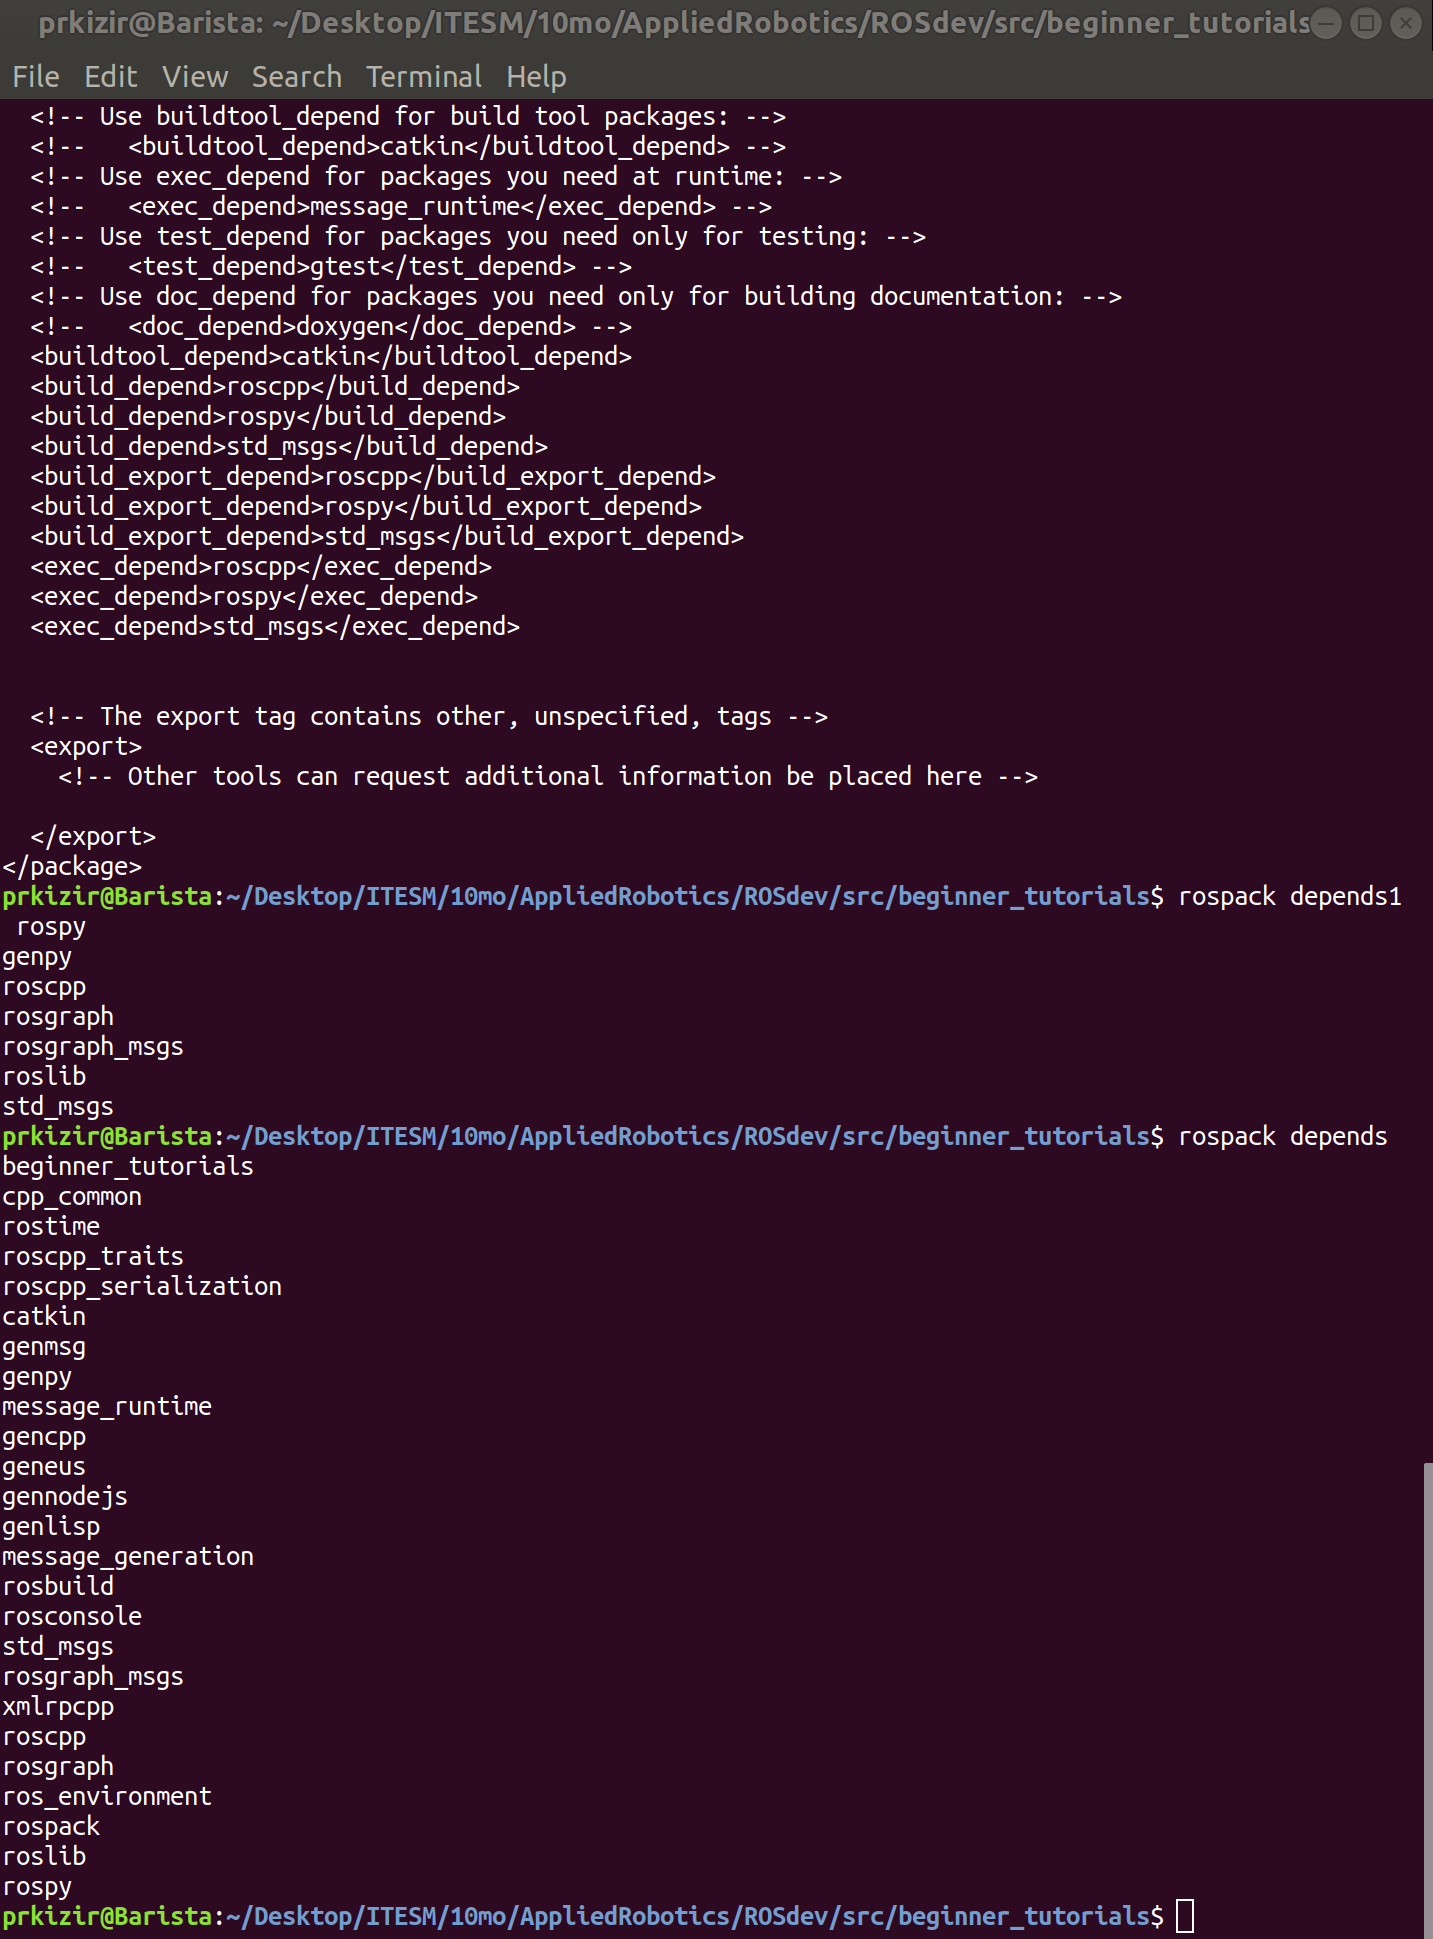 prkizir@Barista: ~/Desktop/ITESM/10mo/AppliedRobotics/ROSdev/src/beginner_tutorials
File Edit View Search Terminal Help
  <!-- Use buildtool_depend for build tool packages: -->
  <!--   <buildtool_depend>catkin</buildtool_depend> -->
  <!-- Use exec_depend for packages you need at runtime: -->
  <!--   <exec_depend>message_runtime</exec_depend> -->
  <!-- Use test_depend for packages you need only for testing: -->
  <!--   <test_depend>gtest</test_depend> -->
  <!-- Use doc_depend for packages you need only for building documentation: -->
  <!--   <doc_depend>doxygen</doc_depend> -->
  <buildtool_depend>catkin</buildtool_depend>
  <build_depend>roscpp</build_depend>
  <build_depend>rospy</build_depend>
  <build_depend>std_msgs</build_depend>
  <build_export_depend>roscpp</build_export_depend>
  <build_export_depend>rospy</build_export_depend>
  <build_export_depend>std_msgs</build_export_depend>
  <exec_depend>roscpp</exec_depend>
  <exec_depend>rospy</exec_depend>
  <exec_depend>std_msgs</exec_depend>
  <!-- The export tag contains other, unspecified, tags -->
  <export>
    <!-- Other tools can request additional information be placed here -->
  </export>
</package>
prkizir@Barista:~/Desktop/ITESM/10mo/AppliedRobotics/ROSdev/src/beginner_tutorials$ rospack depends1
 rospy
genpy
roscpp
rosgraph
rosgraph_msgs
roslib
std_msgs
prkizir@Barista:~/Desktop/ITESM/10mo/AppliedRobotics/ROSdev/src/beginner_tutorials$ rospack depends
beginner_tutorials
cpp_common
rostime
roscpp_traits
roscpp_serialization
catkin
genmsg
genpy
message_runtime
gencpp
geneus
gennodejs
genlisp
message_generation
rosbuild
rosconsole
std_msgs
rosgraph_msgs
xmlrpcpp
roscpp
rosgraph
ros_environment
rospack
roslib
rospy
prkizir@Barista:~/Desktop/ITESM/10mo/AppliedRobotics/ROSdev/src/beginner_tutorials$